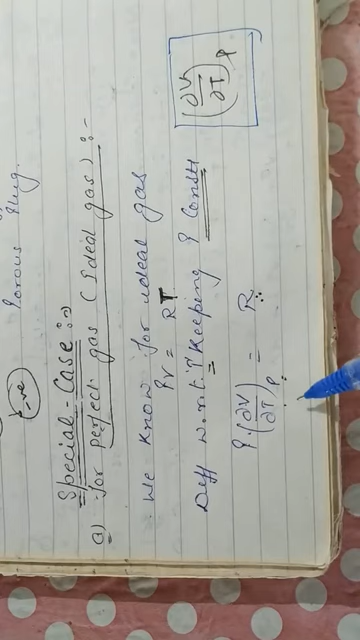 Porous Plug.
-ve
Special-Case:-
a) for perfect gas (Ideal gas):-
We know for ideal gas
PV = RT
Diff w.r.t. T Keeping P Constt
(∂V/∂T)P
P.(∂V/∂T)P = R